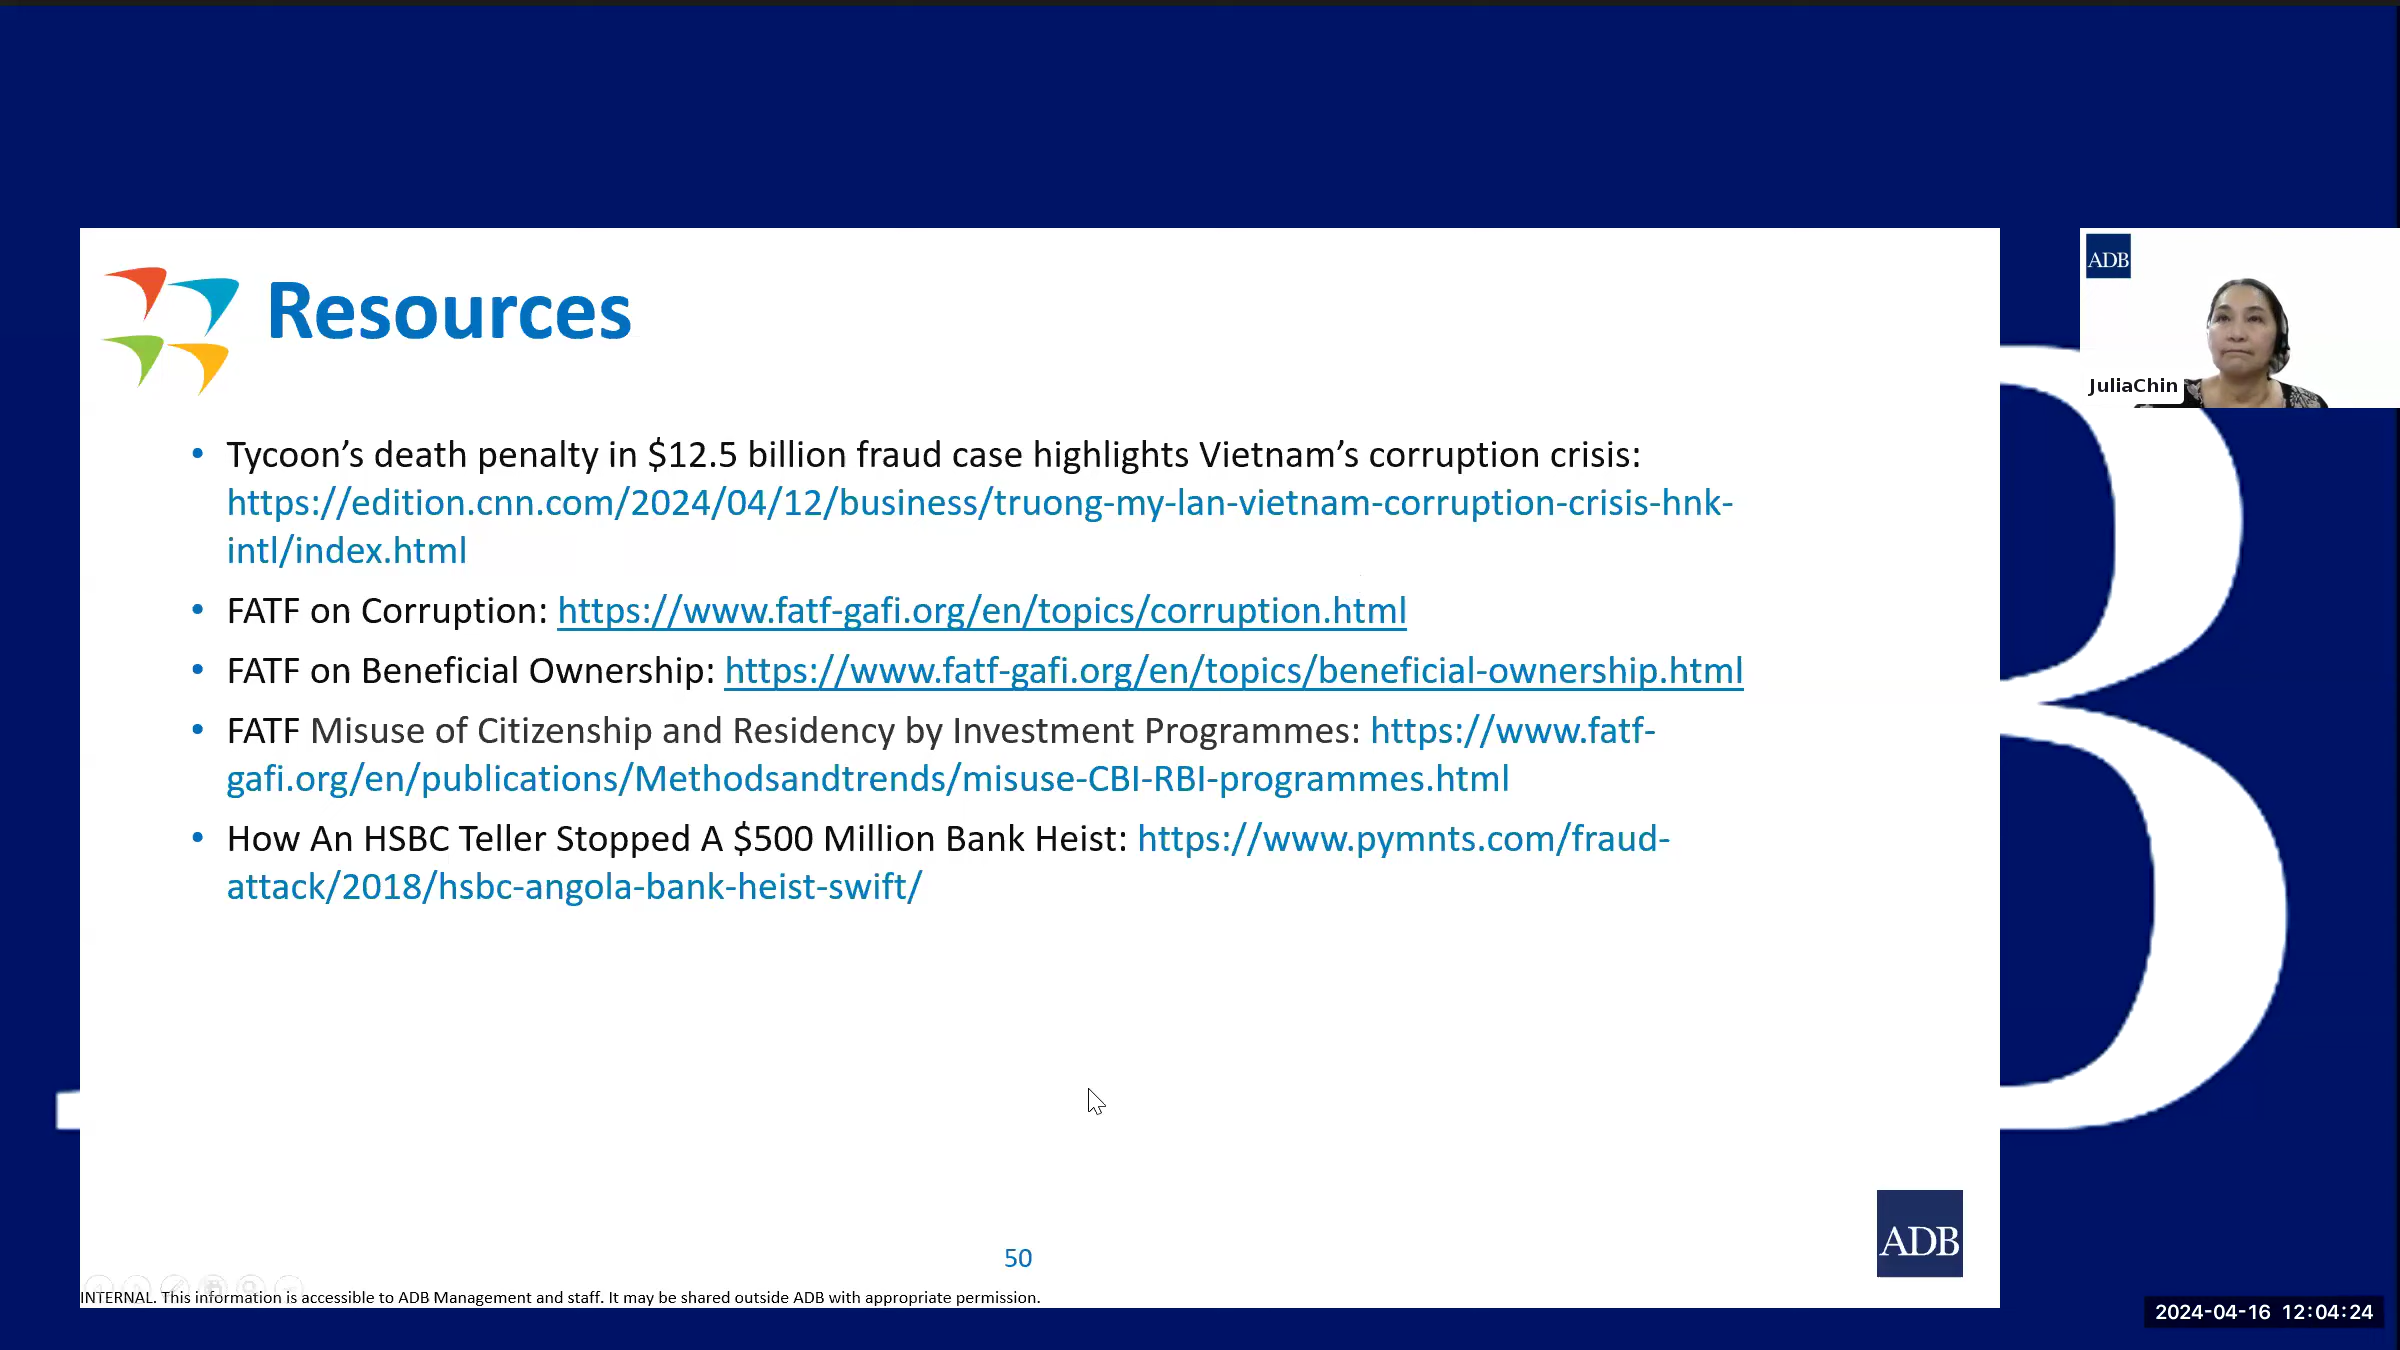 Resources
ADB
JuliaChin
• Tycoon’s death penalty in $12.5 billion fraud case highlights Vietnam’s corruption crisis:
https://edition.cnn.com/2024/04/12/business/truong-my-lan-vietnam-corruption-crisis-hnk-
intl/index.html
• FATF on Corruption: https://www.fatf-gafi.org/en/topics/corruption.html
• FATF on Beneficial Ownership: https://www.fatf-gafi.org/en/topics/beneficial-ownership.html
• FATF Misuse of Citizenship and Residency by Investment Programmes: https://www.fatf-
gafi.org/en/publications/Methodsandtrends/misuse-CBI-RBI-programmes.html
• How An HSBC Teller Stopped A $500 Million Bank Heist: https://www.pymnts.com/fraud-
attack/2018/hsbc-angola-bank-heist-swift/
ADB
50
INTERNAL. This information is accessible to ADB Management and staff. It may be shared outside ADB with appropriate permission.
2024-04-16 12:04:24